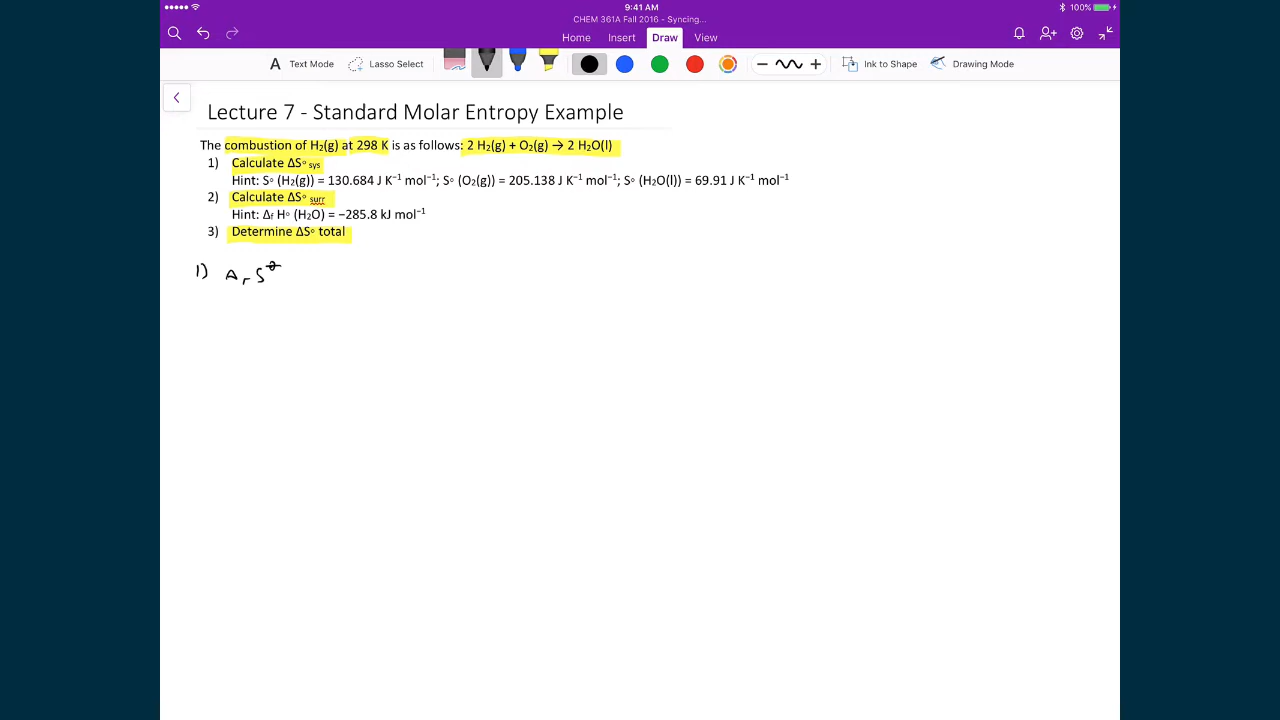 9:41 AM
100%
CHEM 361A Fall 2016 - Syncing...
Home Insert Draw View
A Text Mode Lasso Select Ink to Shape Drawing Mode
Lecture 7 - Standard Molar Entropy Example
The combustion of H₂(g) at 298 K is as follows: 2 H₂(g) + O₂(g) → 2 H₂O(l)
1) Calculate ΔS° sys
Hint: S° (H₂(g)) = 130.684 J K⁻¹ mol⁻¹; S° (O₂(g)) = 205.138 J K⁻¹ mol⁻¹; S° (H₂O(l)) = 69.91 J K⁻¹ mol⁻¹
2) Calculate ΔS° surr
Hint: Δf H° (H₂O) = −285.8 kJ mol⁻¹
3) Determine ΔS° total
1) Δr S⦵